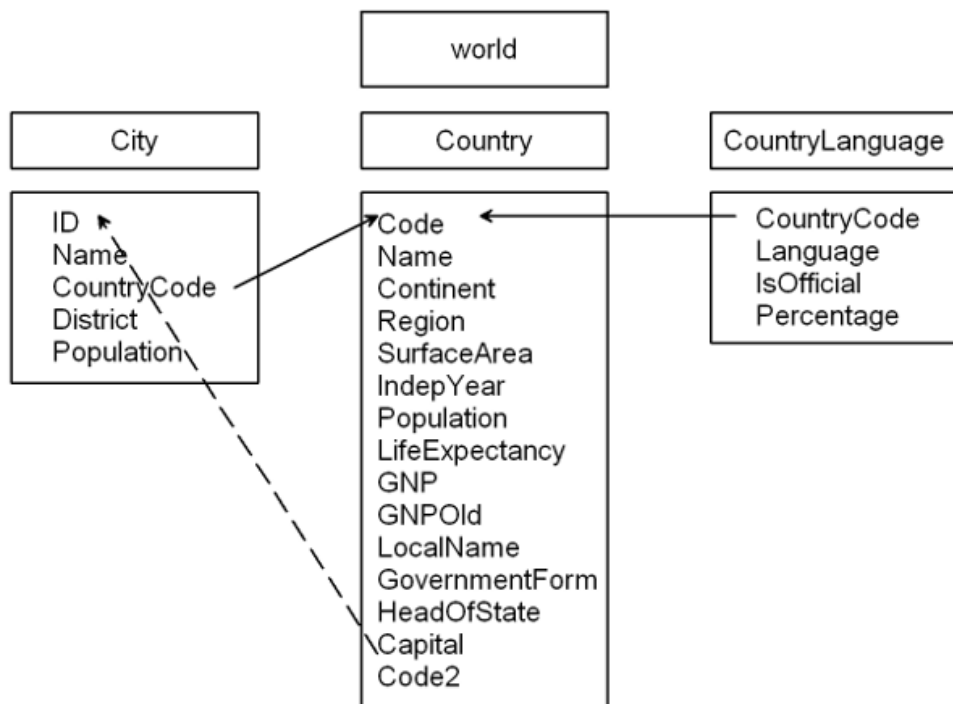 world
City
Country
CountryLanguage
ID
Name
CountryCode
District
Population
Code
Name
Continent
Region
SurfaceArea
IndepYear
Population
LifeExpectancy
GNP
GNPOld
LocalName
GovernmentForm
HeadOfState
Capital
Code2
CountryCode
Language
IsOfficial
Percentage